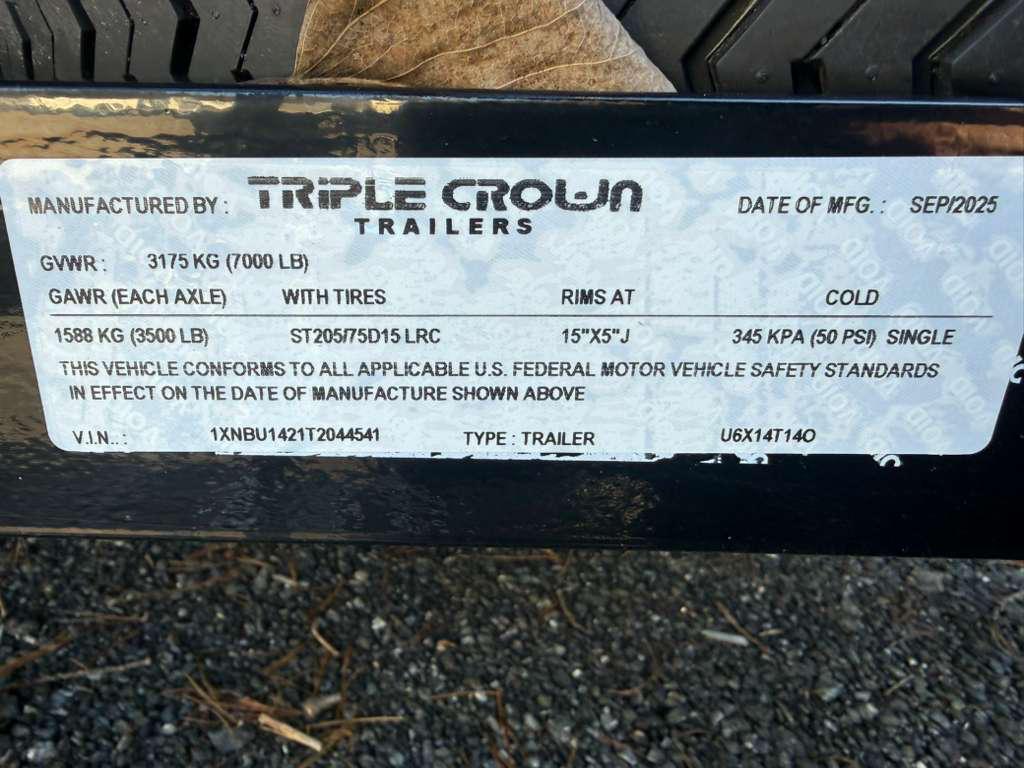 MANUFACTURED BY : TRIPLE CROWN TRAILERS DATE OF MFG. : SEP/2025
GVWR : 3175 KG (7000 LB)
GAWR (EACH AXLE) WITH TIRES RIMS AT COLD
1588 KG (3500 LB) ST205/75D15 LRC 15"X5"J 345 KPA (50 PSI) SINGLE
THIS VEHICLE CONFORMS TO ALL APPLICABLE U.S. FEDERAL MOTOR VEHICLE SAFETY STANDARDS
IN EFFECT ON THE DATE OF MANUFACTURE SHOWN ABOVE
V.I.N.. : 1XNBU1421T2044541 TYPE : TRAILER U6X14T14O